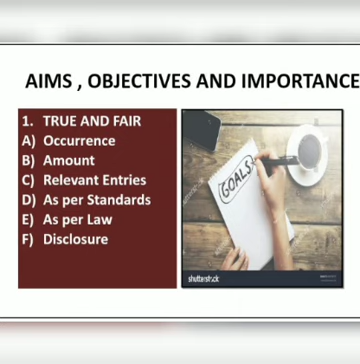 AIMS , OBJECTIVES AND IMPORTANCE
1. TRUE AND FAIR
A) Occurrence
B) Amount
C) Relevant Entries
D) As per Standards
E) As per Law
F) Disclosure
GOALS
shutterstock